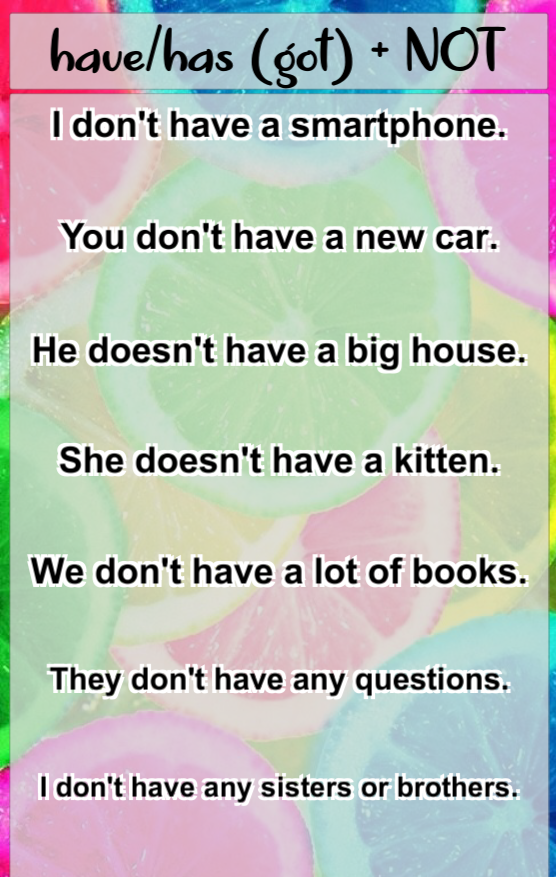 have/has (got) + NOT
I don't have a smartphone.
You don't have a new car.
He doesn't have a big house.
She doesn't have a kitten.
We don't have a lot of books.
They don't have any questions.
I don't have any sisters or brothers.